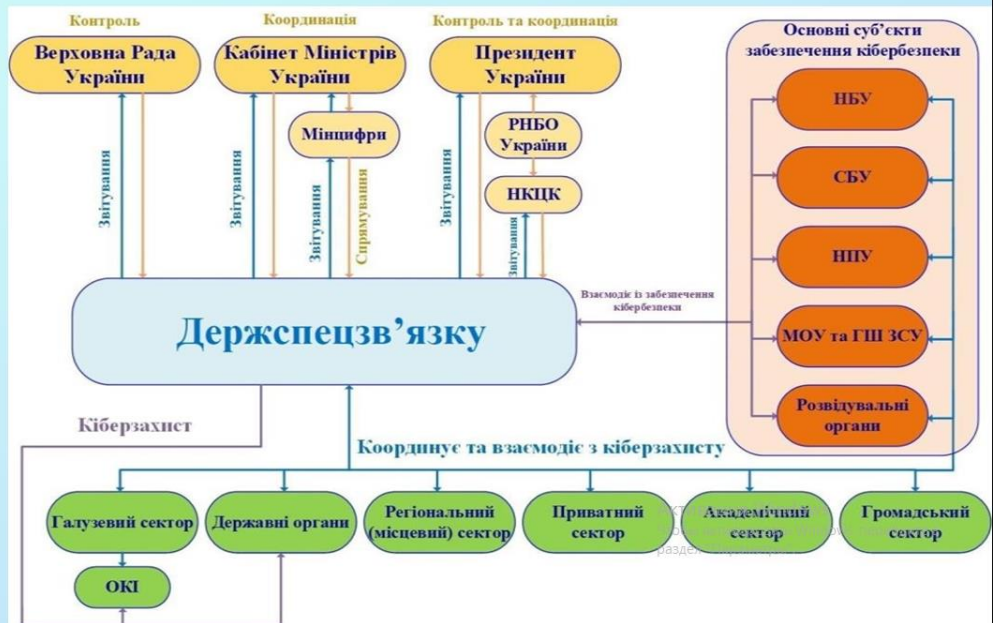 Контроль
Координація
Контроль та координація
Верховна Рада
України
Кабінет Міністрів
України
Президент
України
Основні суб’єкти
забезпечення кібербезпеки
Мінцифри
РНБО
України
НКЦК
НБУ
СБУ
НПУ
МОУ та ГШ ЗСУ
Розвідувальні
органи
Звітування
Звітування
Звітування
Спрямування
Звітування
Звітування
Взаємодіє із забезпечення
кібербезпеки
Держспецзв’язку
Кіберзахист
Координує та взаємодіє з кіберзахисту
Галузевий сектор
Державні органи
Регіональний
(місцевий) сектор
Приватний
сектор
Академічний
сектор
Громадський
сектор
ОКІ
раздел